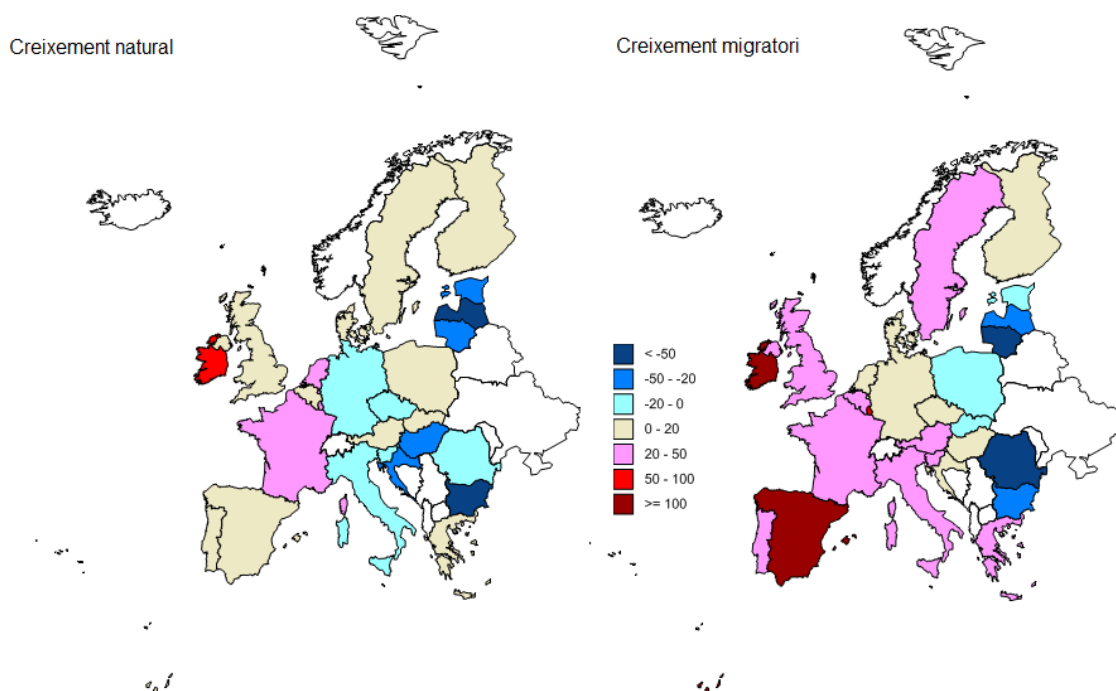 Creixement natural
Creixement migratori
< -50
-50 - -20
-20 - 0
0 - 20
20 - 50
50 - 100
>= 100